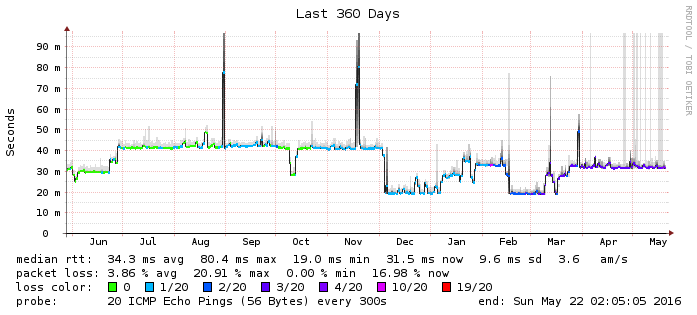 Last 360 Days
RRDTOOL / TOBI OETIKER
Seconds
90 m
80 m
70 m
60 m
50 m
40 m
30 m
20 m
10 m
0
Jun Jul Aug Sep Oct Nov Dec Jan Feb Mar Apr May
median rtt: 34.3 ms avg 80.4 ms max 19.0 ms min 31.5 ms now 9.6 ms sd 3.6 am/s
packet loss: 3.86 % avg 20.91 % max 0.00 % min 16.98 % now
loss color: 0 1/20 2/20 3/20 4/20 10/20 19/20
probe: 20 ICMP Echo Pings (56 Bytes) every 300s end: Sun May 22 02:05:05 2016